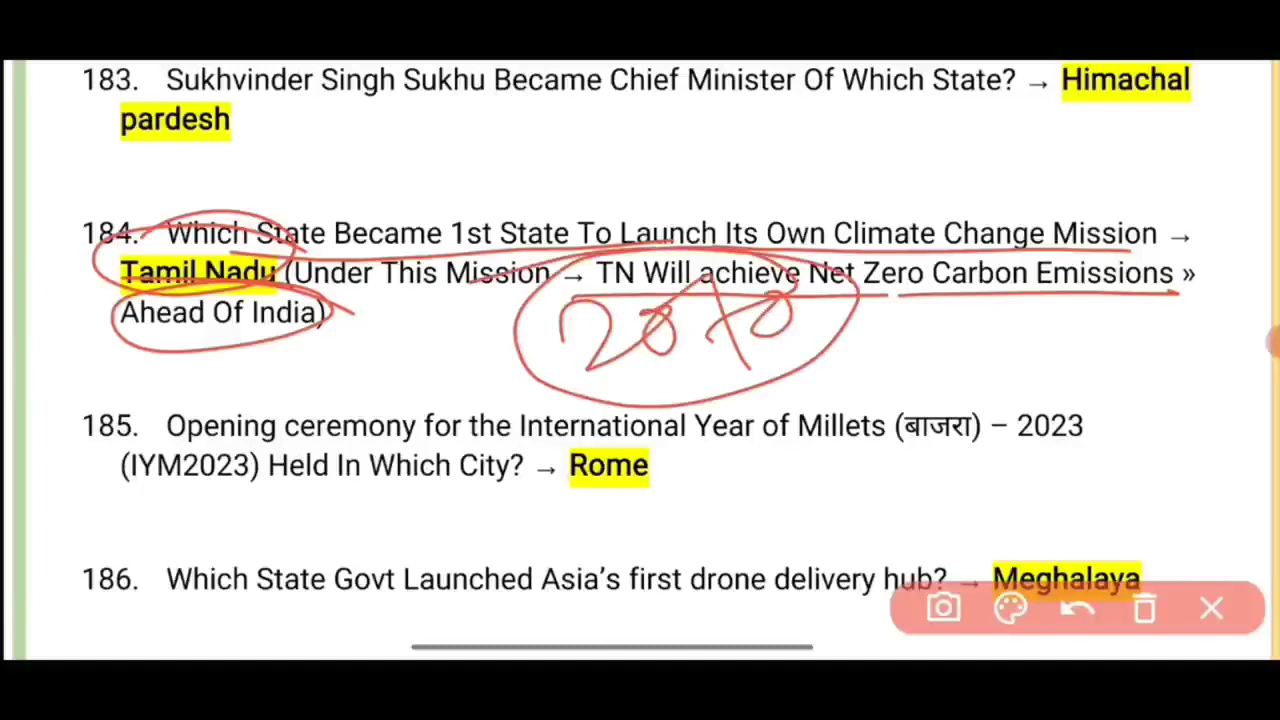 183. Sukhvinder Singh Sukhu Became Chief Minister Of Which State? → Himachal
pardesh
184. Which State Became 1st State To Launch Its Own Climate Change Mission →
Tamil Nadu (Under This Mission → TN Will achieve Net Zero Carbon Emissions »
Ahead Of India)
2070
185. Opening ceremony for the International Year of Millets (बाजरा) – 2023
(IYM2023) Held In Which City? → Rome
186. Which State Govt Launched Asia’s first drone delivery hub? → Meghalaya